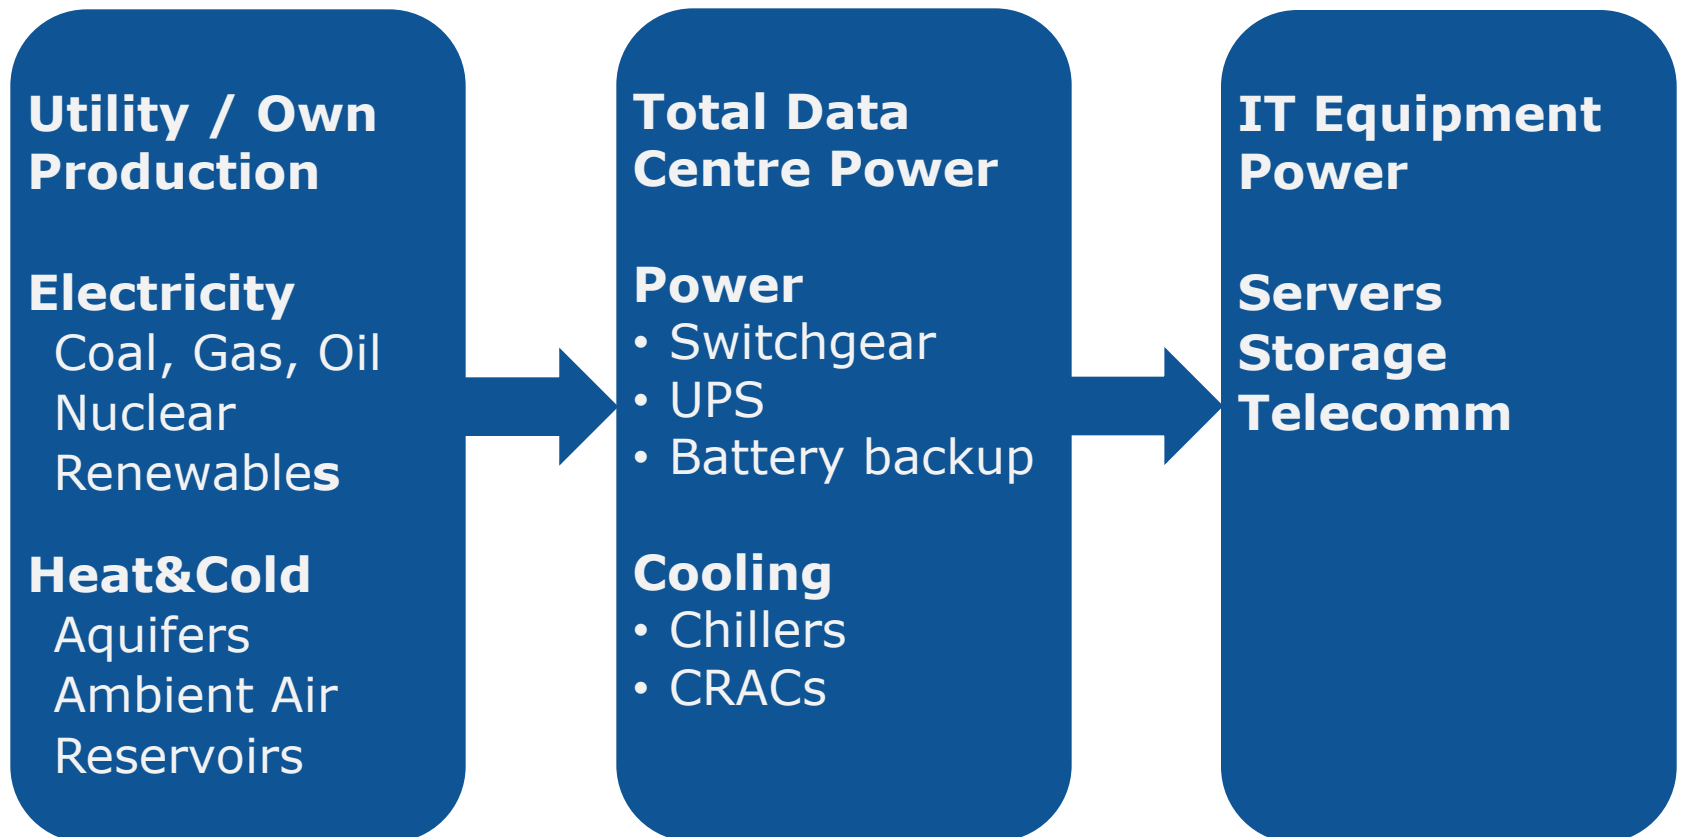 Utility / Own
Production
Electricity
Coal, Gas, Oil
Nuclear
Renewables
Heat&Cold
Aquifers
Ambient Air
Reservoirs
Total Data
Centre Power
Power
• Switchgear
• UPS
• Battery backup
Cooling
• Chillers
• CRACs
IT Equipment
Power
Servers
Storage
Telecomm